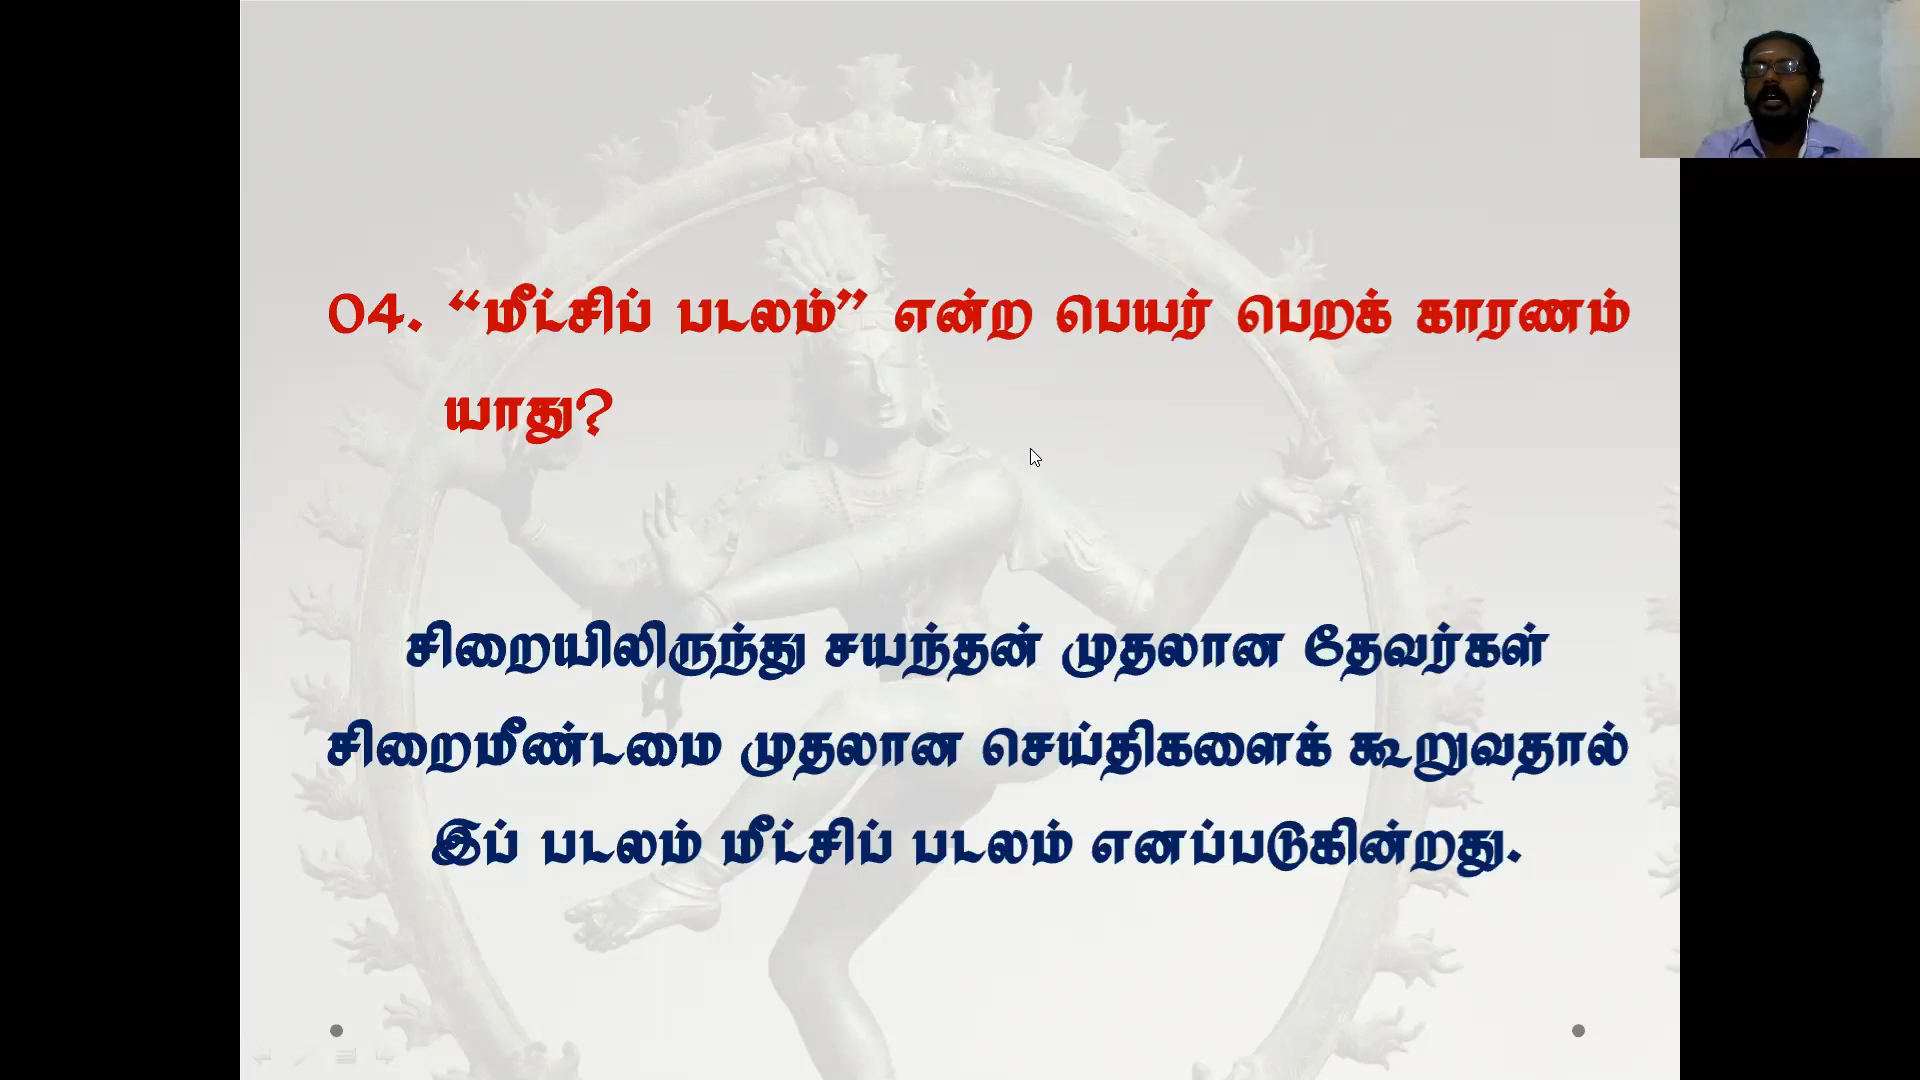 04. “மீட்சிப் படலம்” என்ற பெயர் பெறக் காரணம்
யாது?
சிறையிலிருந்து சயந்தன் முதலான தேவர்கள்
சிறைமீண்டமை முதலான செய்திகளைக் கூறுவதால்
இப் படலம் மீட்சிப் படலம் எனப்படுகின்றது.